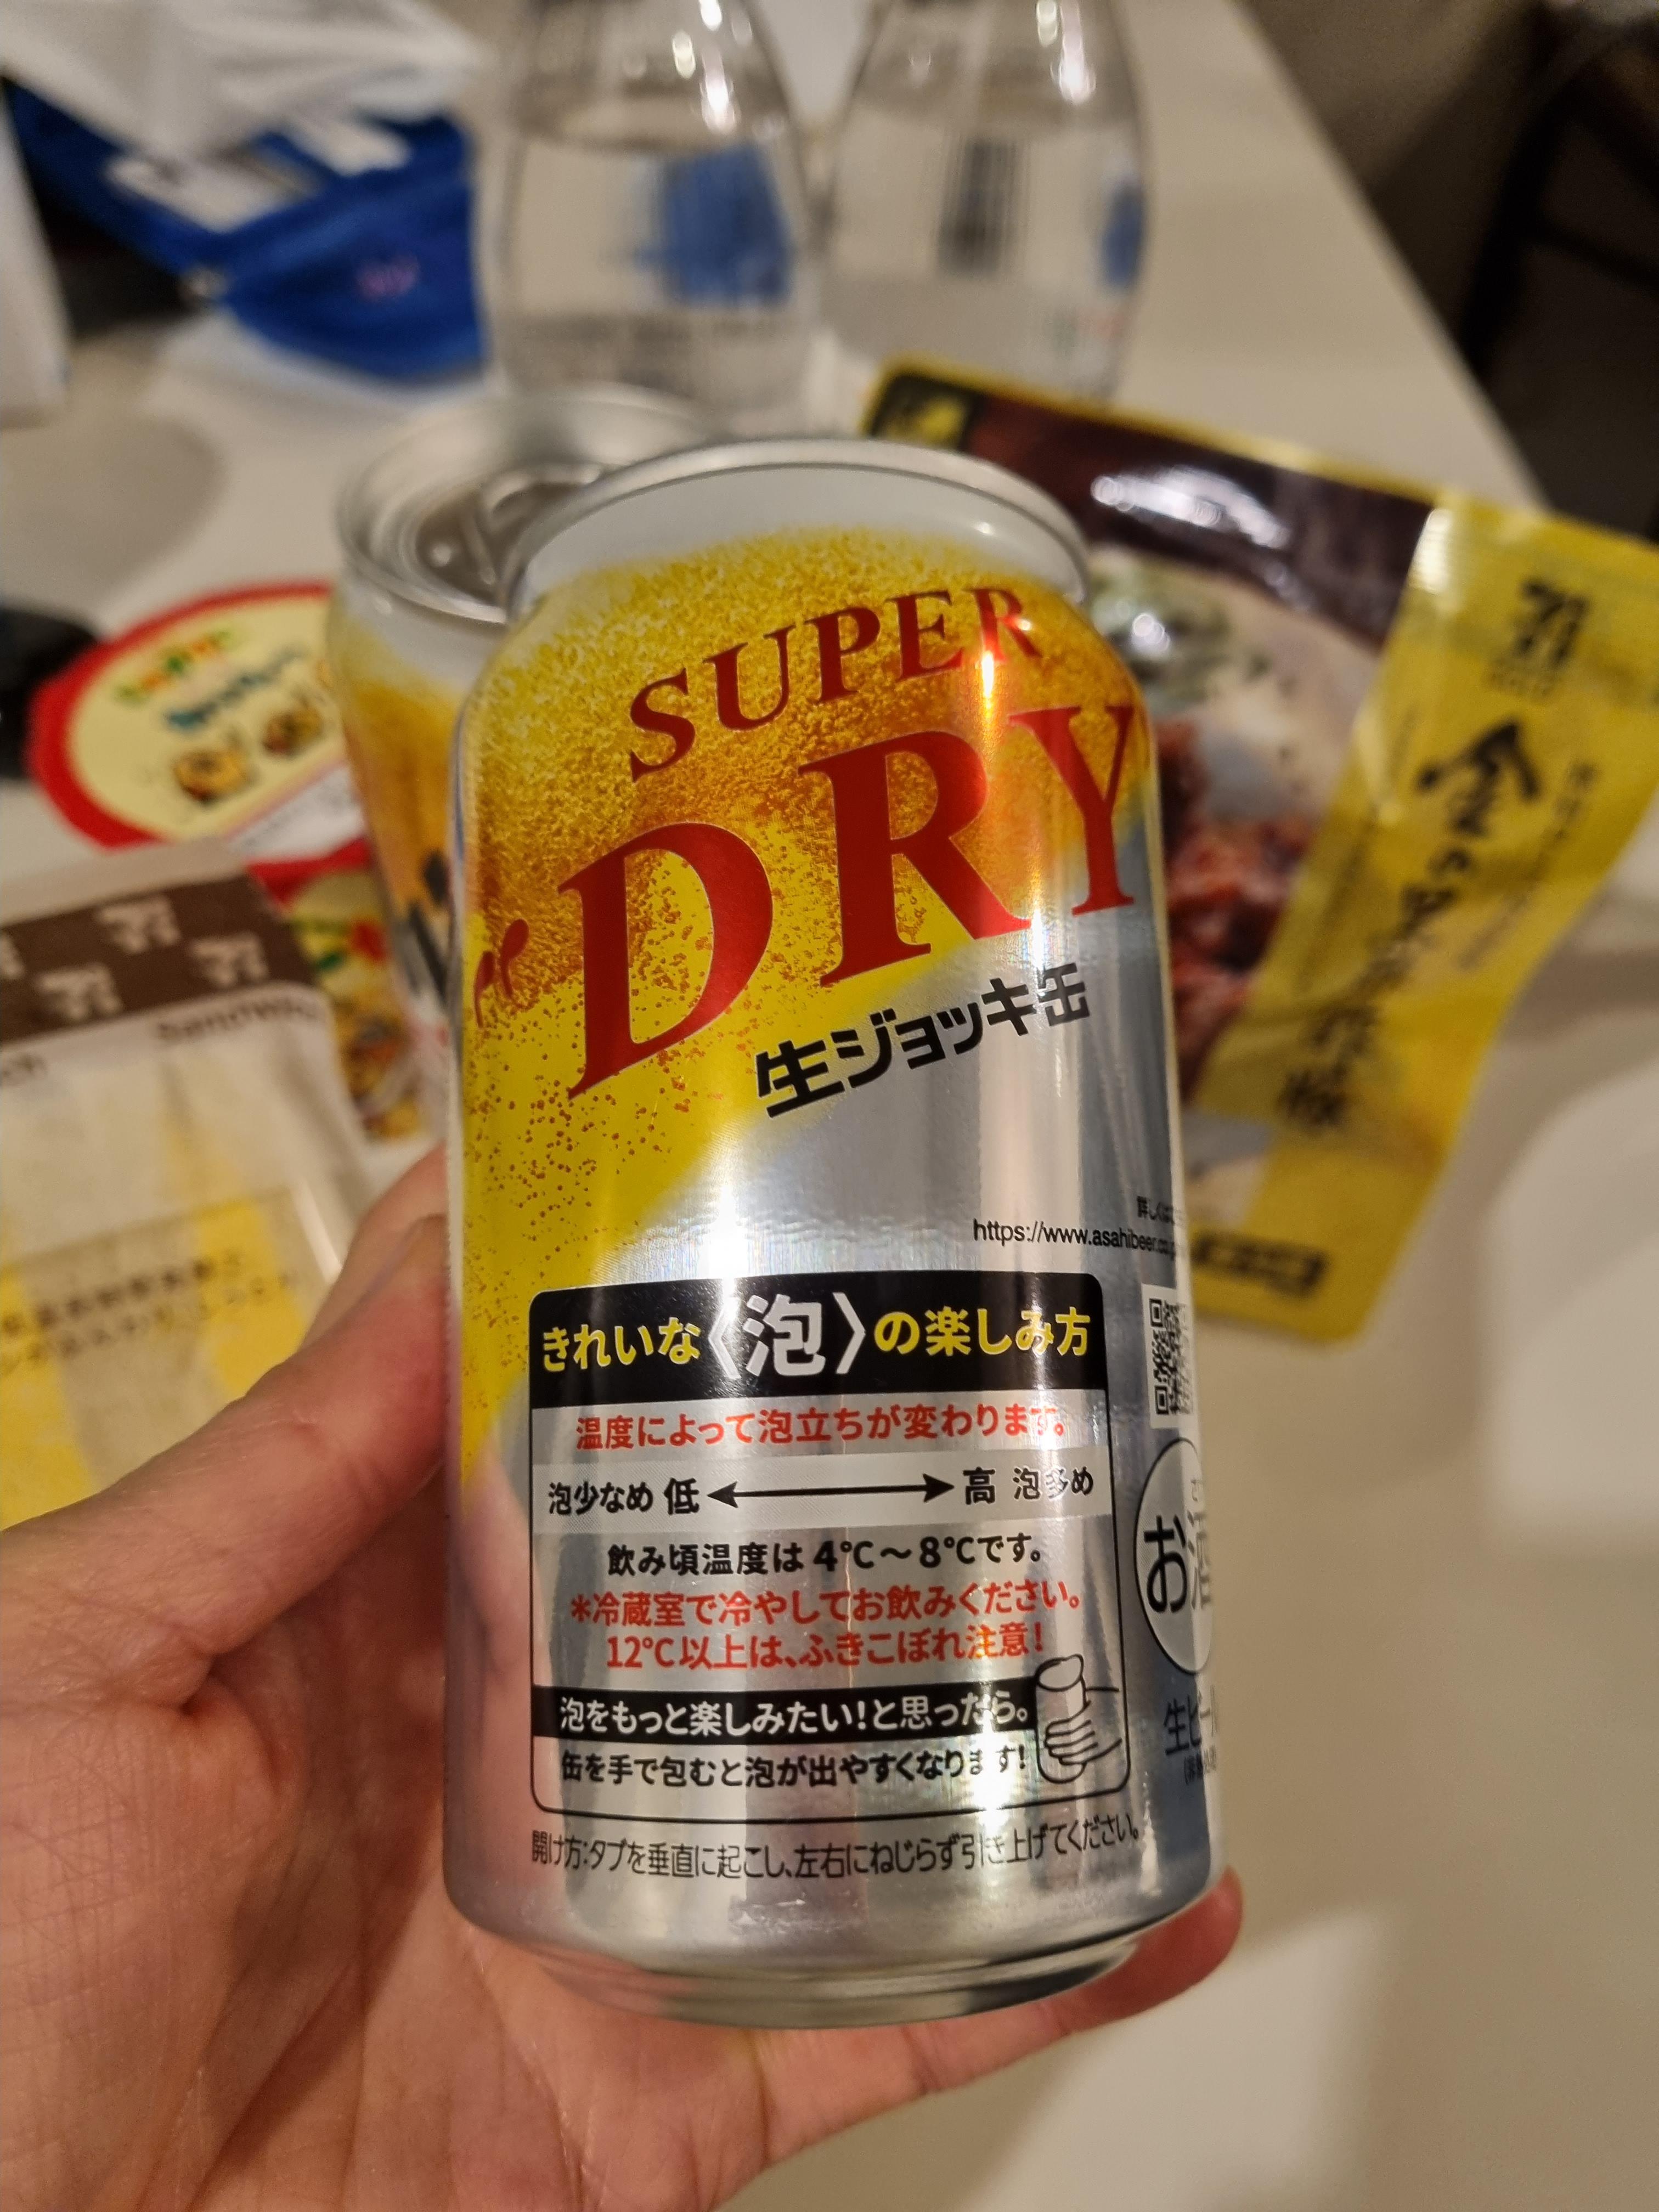 SUPER
"DRY"
生ジョッキ缶
https://www.asahibeer.co.
きれいな〈泡〉の楽しみ方
温度によって泡立ちが変わります。
泡少なめ 低 ⟷ 高 泡多め
飲み頃温度は4℃〜8℃です。
*冷蔵室で冷やしてお飲みください。
12℃以上は、ふきこぼれ注意!
泡をもっと楽しみたい!と思ったら。
缶を手で包むと泡が出やすくなります!
開け方:タブを垂直に起こし、左右にねじらず引き上げてください。
お酒
生ビール
金の
Sandwich